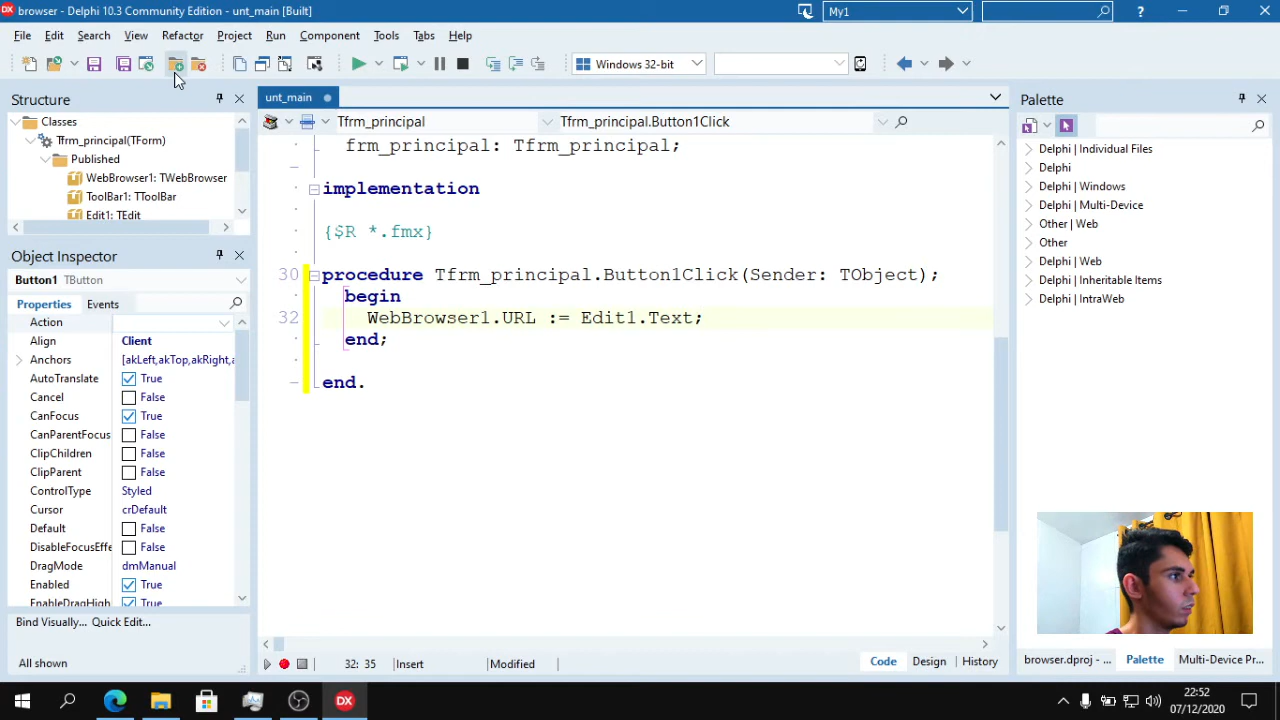 browser - Delphi 10.3 Community Edition - unt_main [Built]
My1
File Edit Search View Refactor Project Run Component Tools Tabs Help
Windows 32-bit
Structure
Classes
Tfrm_principal(TForm)
Published
WebBrowser1: TWebBrowser
ToolBar1: TToolBar
Edit1: TEdit
Object Inspector
Button1 TButton
Properties Events
Action
Align Client
Anchors [akLeft,akTop,akRight,a
AutoTranslate True
Cancel False
CanFocus True
CanParentFocus False
ClipChildren False
ClipParent False
ControlType Styled
Cursor crDefault
Default False
DisableFocusEffe False
DragMode dmManual
Enabled True
EnableDragHigh True
Bind Visually... Quick Edit...
All shown
unt_main
Tfrm_principal Tfrm_principal.Button1Click
frm_principal: Tfrm_principal;
implementation
{$R *.fmx}
30 procedure Tfrm_principal.Button1Click(Sender: TObject);
begin
32 WebBrowser1.URL := Edit1.Text;
end;
end.
32: 35 Insert Modified Code Design History
Palette
Delphi | Individual Files
Delphi
Delphi | Windows
Delphi | Multi-Device
Other | Web
Other
Delphi | Web
Delphi | Inheritable Items
Delphi | IntraWeb
browser.dproj - ... Palette Multi-Device Pr...
DX
22:52
07/12/2020